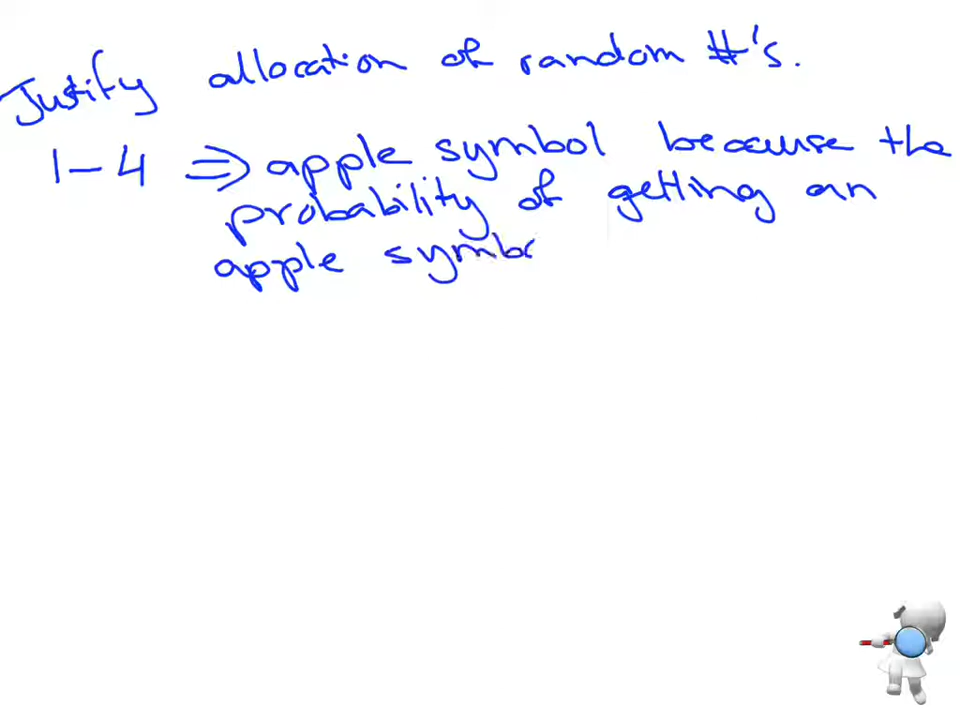 Justify allocation of random #'s.
1-4 ⇒ apple symbol because the
probability of getting an
apple symbo